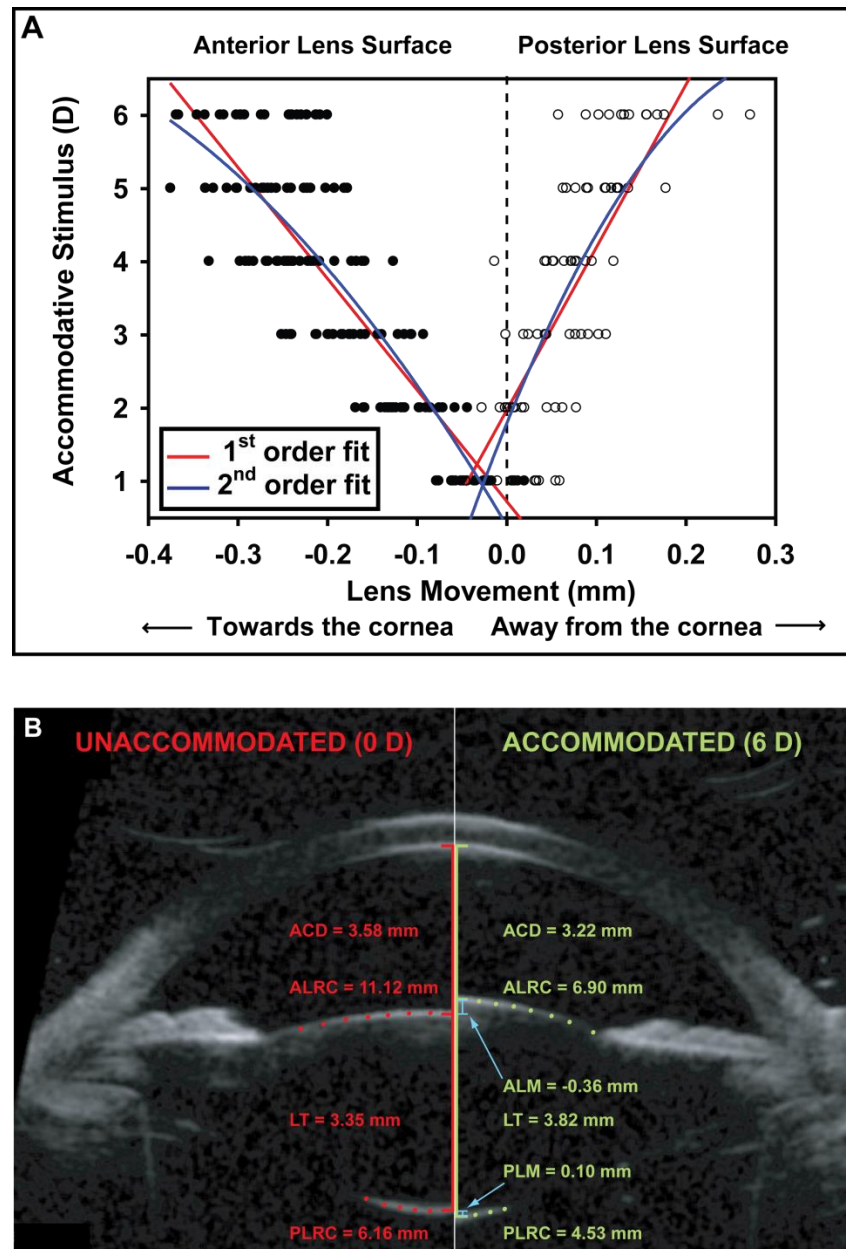 A
Anterior Lens Surface Posterior Lens Surface
Accommodative Stimulus (D)
6
5
4
3
2
1
1st order fit
2nd order fit
-0.4 -0.3 -0.2 -0.1 0.0 0.1 0.2 0.3
Lens Movement (mm)
← Towards the cornea Away from the cornea →
B
UNACCOMMODATED (0 D) ACCOMMODATED (6 D)
ACD = 3.58 mm ACD = 3.22 mm
ALRC = 11.12 mm ALRC = 6.90 mm
ALM = -0.36 mm
LT = 3.35 mm LT = 3.82 mm
PLM = 0.10 mm
PLRC = 6.16 mm PLRC = 4.53 mm